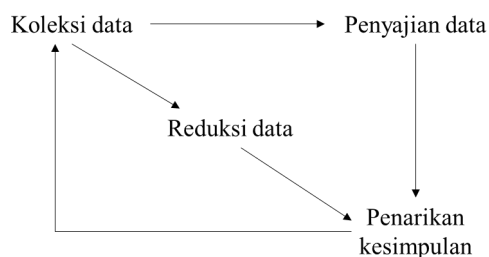 Koleksi data
Penyajian data
Reduksi data
Penarikan
kesimpulan